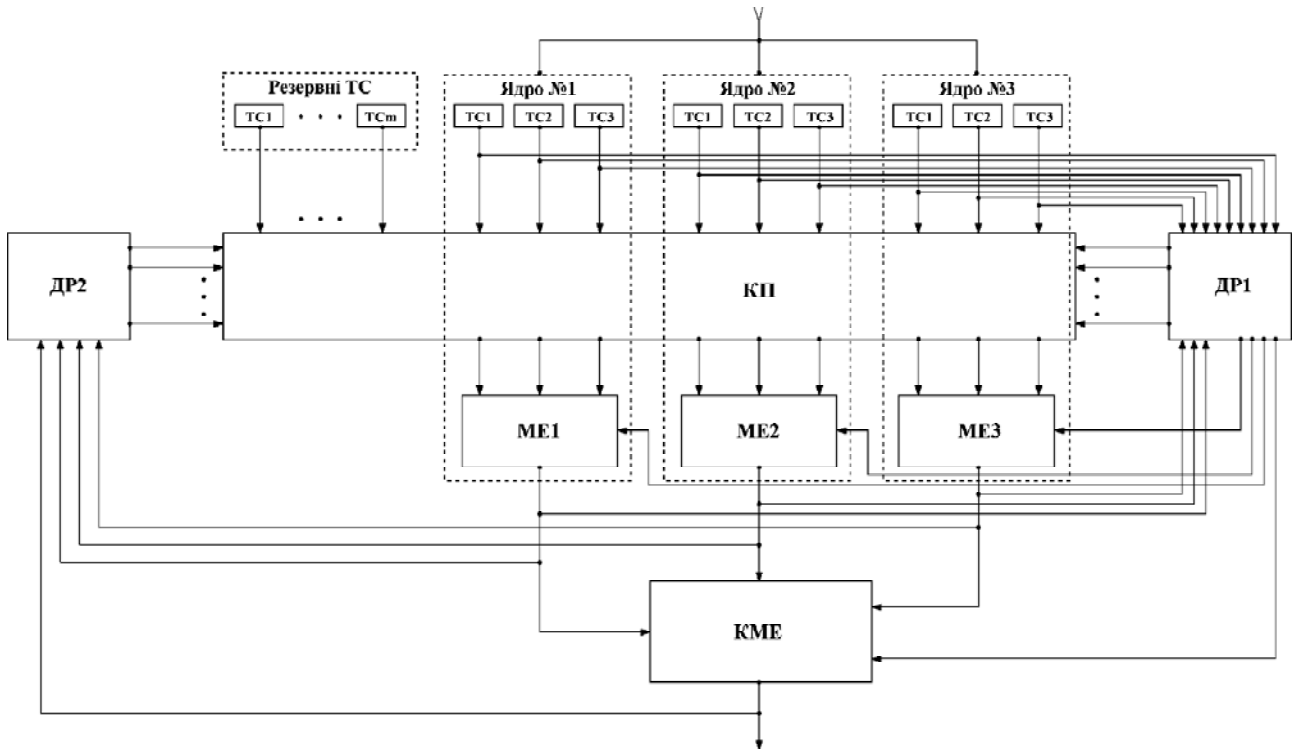 Резервні ТС
ТС1 . . . ТСm
Ядро №1
ТС1 ТС2 ТС3
Ядро №2
ТС1 ТС2 ТС3
Ядро №3
ТС1 ТС2 ТС3
. . .
ДР2
КП
ДР1
МЕ1
МЕ2
МЕ3
КМЕ